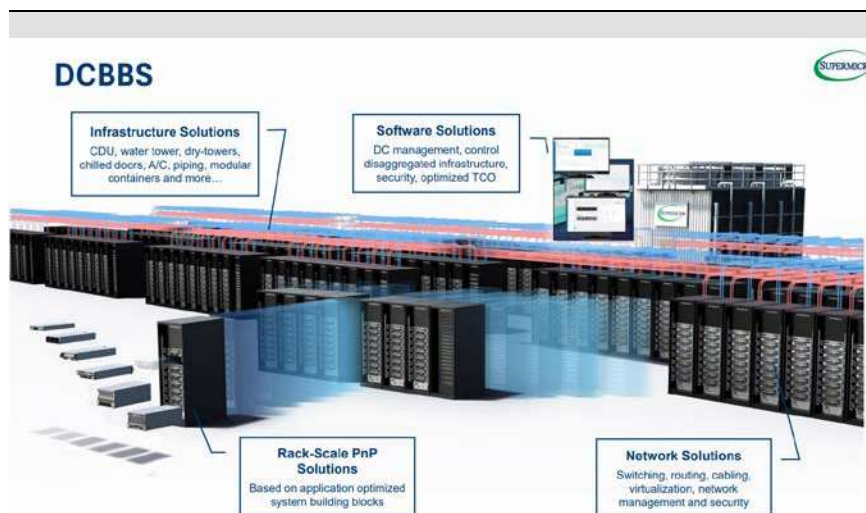 DCBBS
SUPERMICR
Infrastructure Solutions
CDU, water tower, dry-towers,
chilled doors, A/C, piping, modular
containers and more…
Software Solutions
DC management, control
disaggregated infrastructure,
security, optimized TCO
Rack-Scale PnP
Solutions
Based on application optimized
system building blocks
Network Solutions
Switching, routing, cabling,
virtualization, network
management and security